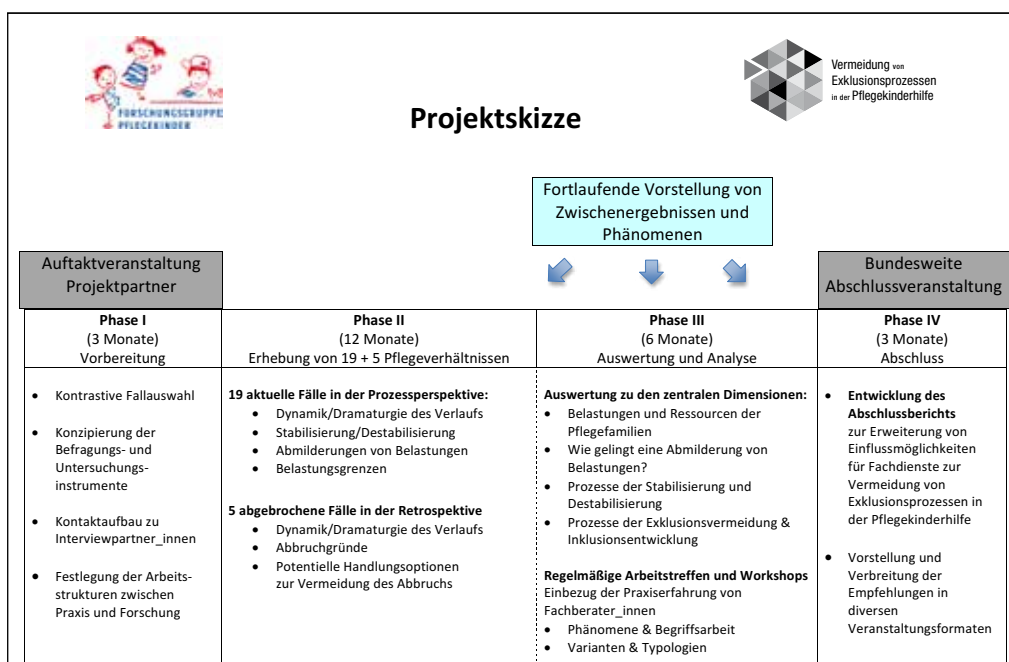 FORSCHUNGSGRUPPE
PFLEGEKINDER
Vermeidung von
Exklusionsprozessen
in der Pflegekinderhilfe
Projektskizze
Fortlaufende Vorstellung von
Zwischenergebnissen und
Phänomenen
Auftaktveranstaltung
Projektpartner
Bundesweite
Abschlussveranstaltung
Phase I
(3 Monate)
Vorbereitung
Phase II
(12 Monate)
Erhebung von 19 + 5 Pflegeverhältnissen
Phase III
(6 Monate)
Auswertung und Analyse
Phase IV
(3 Monate)
Abschluss
• Kontrastive Fallauswahl
• Konzipierung der
Befragungs- und
Untersuchungs-
instrumente
• Kontaktaufbau zu
Interviewpartner_innen
• Festlegung der Arbeits-
strukturen zwischen
Praxis und Forschung
19 aktuelle Fälle in der Prozessperspektive:
• Dynamik/Dramaturgie des Verlaufs
• Stabilisierung/Destabilisierung
• Abmilderungen von Belastungen
• Belastungsgrenzen
5 abgebrochene Fälle in der Retrospektive
• Dynamik/Dramaturgie des Verlaufs
• Abbruchgründe
• Potentielle Handlungsoptionen
zur Vermeidung des Abbruchs
Auswertung zu den zentralen Dimensionen:
• Belastungen und Ressourcen der
Pflegefamilien
• Wie gelingt eine Abmilderung von
Belastungen?
• Prozesse der Stabilisierung und
Destabilisierung
• Prozesse der Exklusionsvermeidung &
Inklusionsentwicklung
Regelmäßige Arbeitstreffen und Workshops
Einbezug der Praxiserfahrung von
Fachberater_innen
• Phänomene & Begriffsarbeit
• Varianten & Typologien
• Entwicklung des
Abschlussberichts
zur Erweiterung von
Einflussmöglichkeiten
für Fachdienste zur
Vermeidung von
Exklusionsprozessen in
der Pflegekinderhilfe
• Vorstellung und
Verbreitung der
Empfehlungen in
diversen
Veranstaltungsformaten